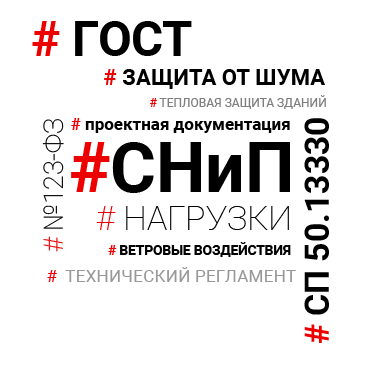 # ГОСТ
# ЗАЩИТА ОТ ШУМА
# ТЕПЛОВАЯ ЗАЩИТА ЗДАНИЙ
# проектная документация
# №123-ФЗ
#СНиП
# НАГРУЗКИ
# ВЕТРОВЫЕ ВОЗДЕЙСТВИЯ
# ТЕХНИЧЕСКИЙ РЕГЛАМЕНТ
# СП 50.13330